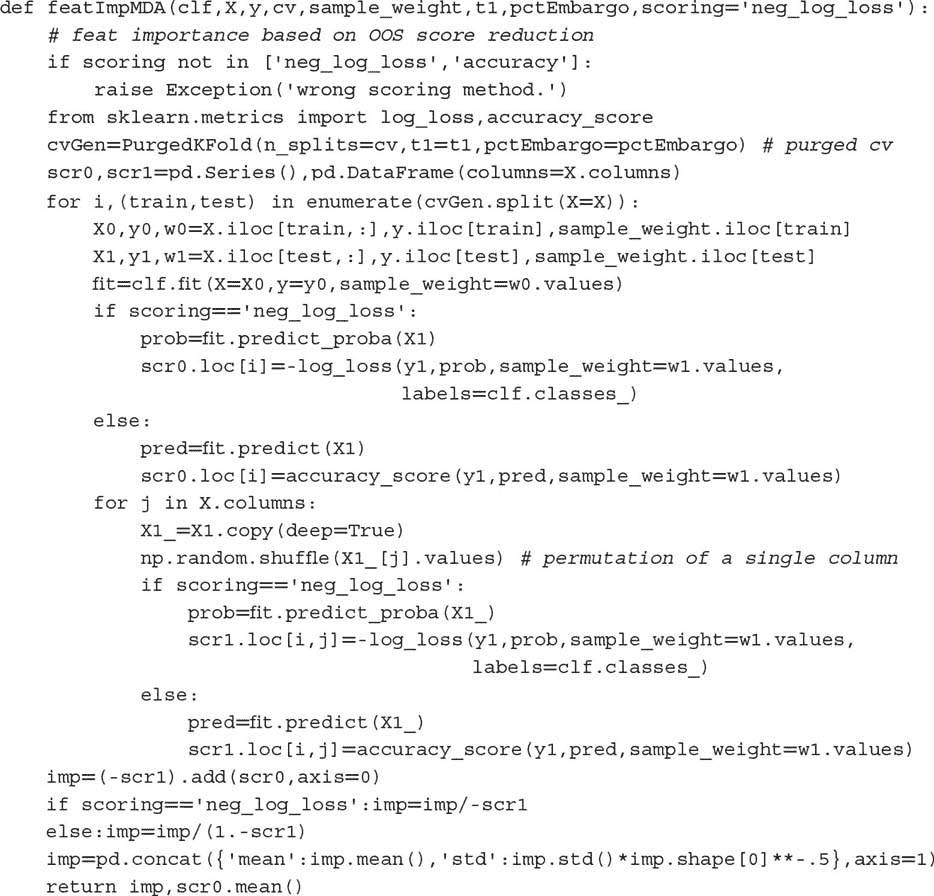 def featImpMDA(clf,X,y,cv,sample_weight,t1,pctEmbargo,scoring='neg_log_loss'):
    # feat importance based on OOS score reduction
    if scoring not in ['neg_log_loss','accuracy']:
        raise Exception('wrong scoring method.')
    from sklearn.metrics import log_loss,accuracy_score
    cvGen=PurgedKFold(n_splits=cv,t1=t1,pctEmbargo=pctEmbargo) # purged cv
    scr0,scr1=pd.Series(),pd.DataFrame(columns=X.columns)
    for i,(train,test) in enumerate(cvGen.split(X=X)):
        X0,y0,w0=X.iloc[train,:],y.iloc[train],sample_weight.iloc[train]
        X1,y1,w1=X.iloc[test,:],y.iloc[test],sample_weight.iloc[test]
        fit=clf.fit(X=X0,y=y0,sample_weight=w0.values)
        if scoring=='neg_log_loss':
            prob=fit.predict_proba(X1)
            scr0.loc[i]=-log_loss(y1,prob,sample_weight=w1.values,
                                  labels=clf.classes_)
        else:
            pred=fit.predict(X1)
            scr0.loc[i]=accuracy_score(y1,pred,sample_weight=w1.values)
        for j in X.columns:
            X1_=X1.copy(deep=True)
            np.random.shuffle(X1_[j].values) # permutation of a single column
            if scoring=='neg_log_loss':
                prob=fit.predict_proba(X1_)
                scr1.loc[i,j]=-log_loss(y1,prob,sample_weight=w1.values,
                                        labels=clf.classes_)
            else:
                pred=fit.predict(X1_)
                scr1.loc[i,j]=accuracy_score(y1,pred,sample_weight=w1.values)
    imp=(-scr1).add(scr0,axis=0)
    if scoring=='neg_log_loss':imp=imp/-scr1
    else:imp=imp/(1.-scr1)
    imp=pd.concat({'mean':imp.mean(),'std':imp.std()*imp.shape[0]**-.5},axis=1)
    return imp,scr0.mean()